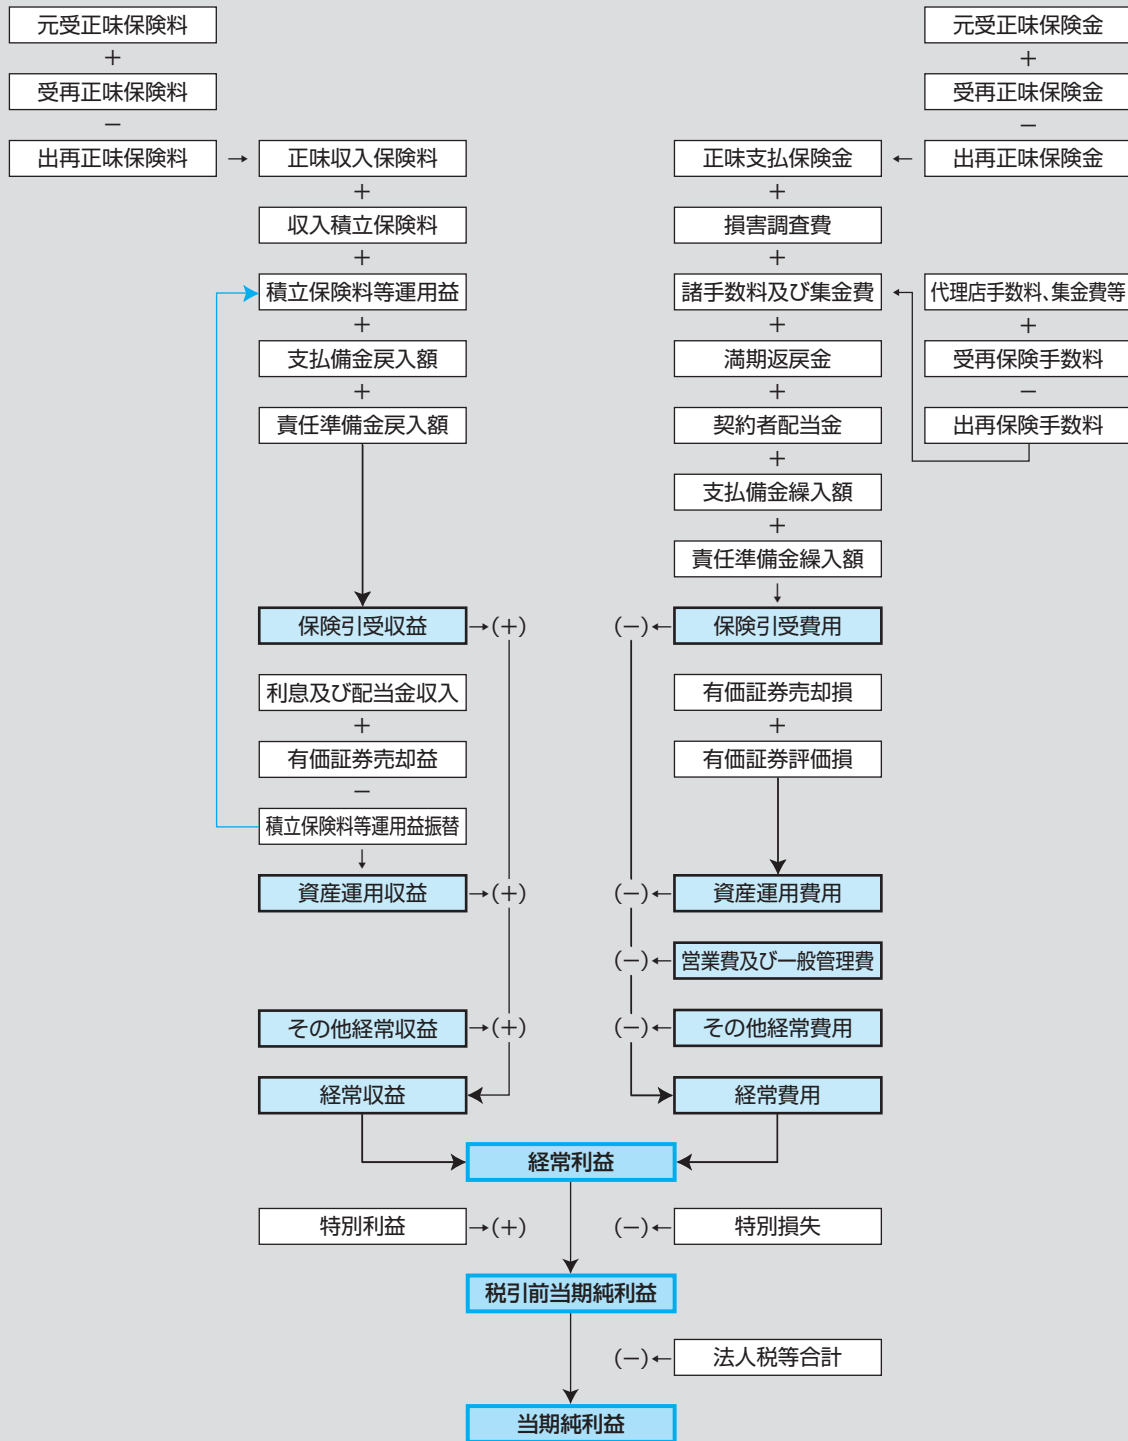 元受正味保険料
+
受再正味保険料
−
出再正味保険料
→
正味収入保険料
+
収入積立保険料
+
積立保険料等運用益
+
支払備金戻入額
+
責任準備金戻入額
保険引受収益
→(+)
利息及び配当金収入
+
有価証券売却益
−
積立保険料等運用益振替
↓
資産運用収益
→(+)
その他経常収益
→(+)
経常収益
元受正味保険金
+
受再正味保険金
−
出再正味保険金
←
正味支払保険金
+
損害調査費
+
諸手数料及び集金費
代理店手数料、集金費等
+
受再保険手数料
−
出再保険手数料
+
満期返戻金
+
契約者配当金
+
支払備金繰入額
+
責任準備金繰入額
↓
(−)←
保険引受費用
有価証券売却損
+
有価証券評価損
(−)←
資産運用費用
(−)←
営業費及び一般管理費
(−)←
その他経常費用
経常費用
経常利益
特別利益
→(+)
(−)←
特別損失
税引前当期純利益
(−)←
法人税等合計
当期純利益